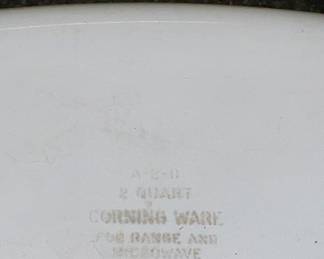 A-2-B
2 QUART
CORNING WARE
FOR RANGE AND
MICROWAVE